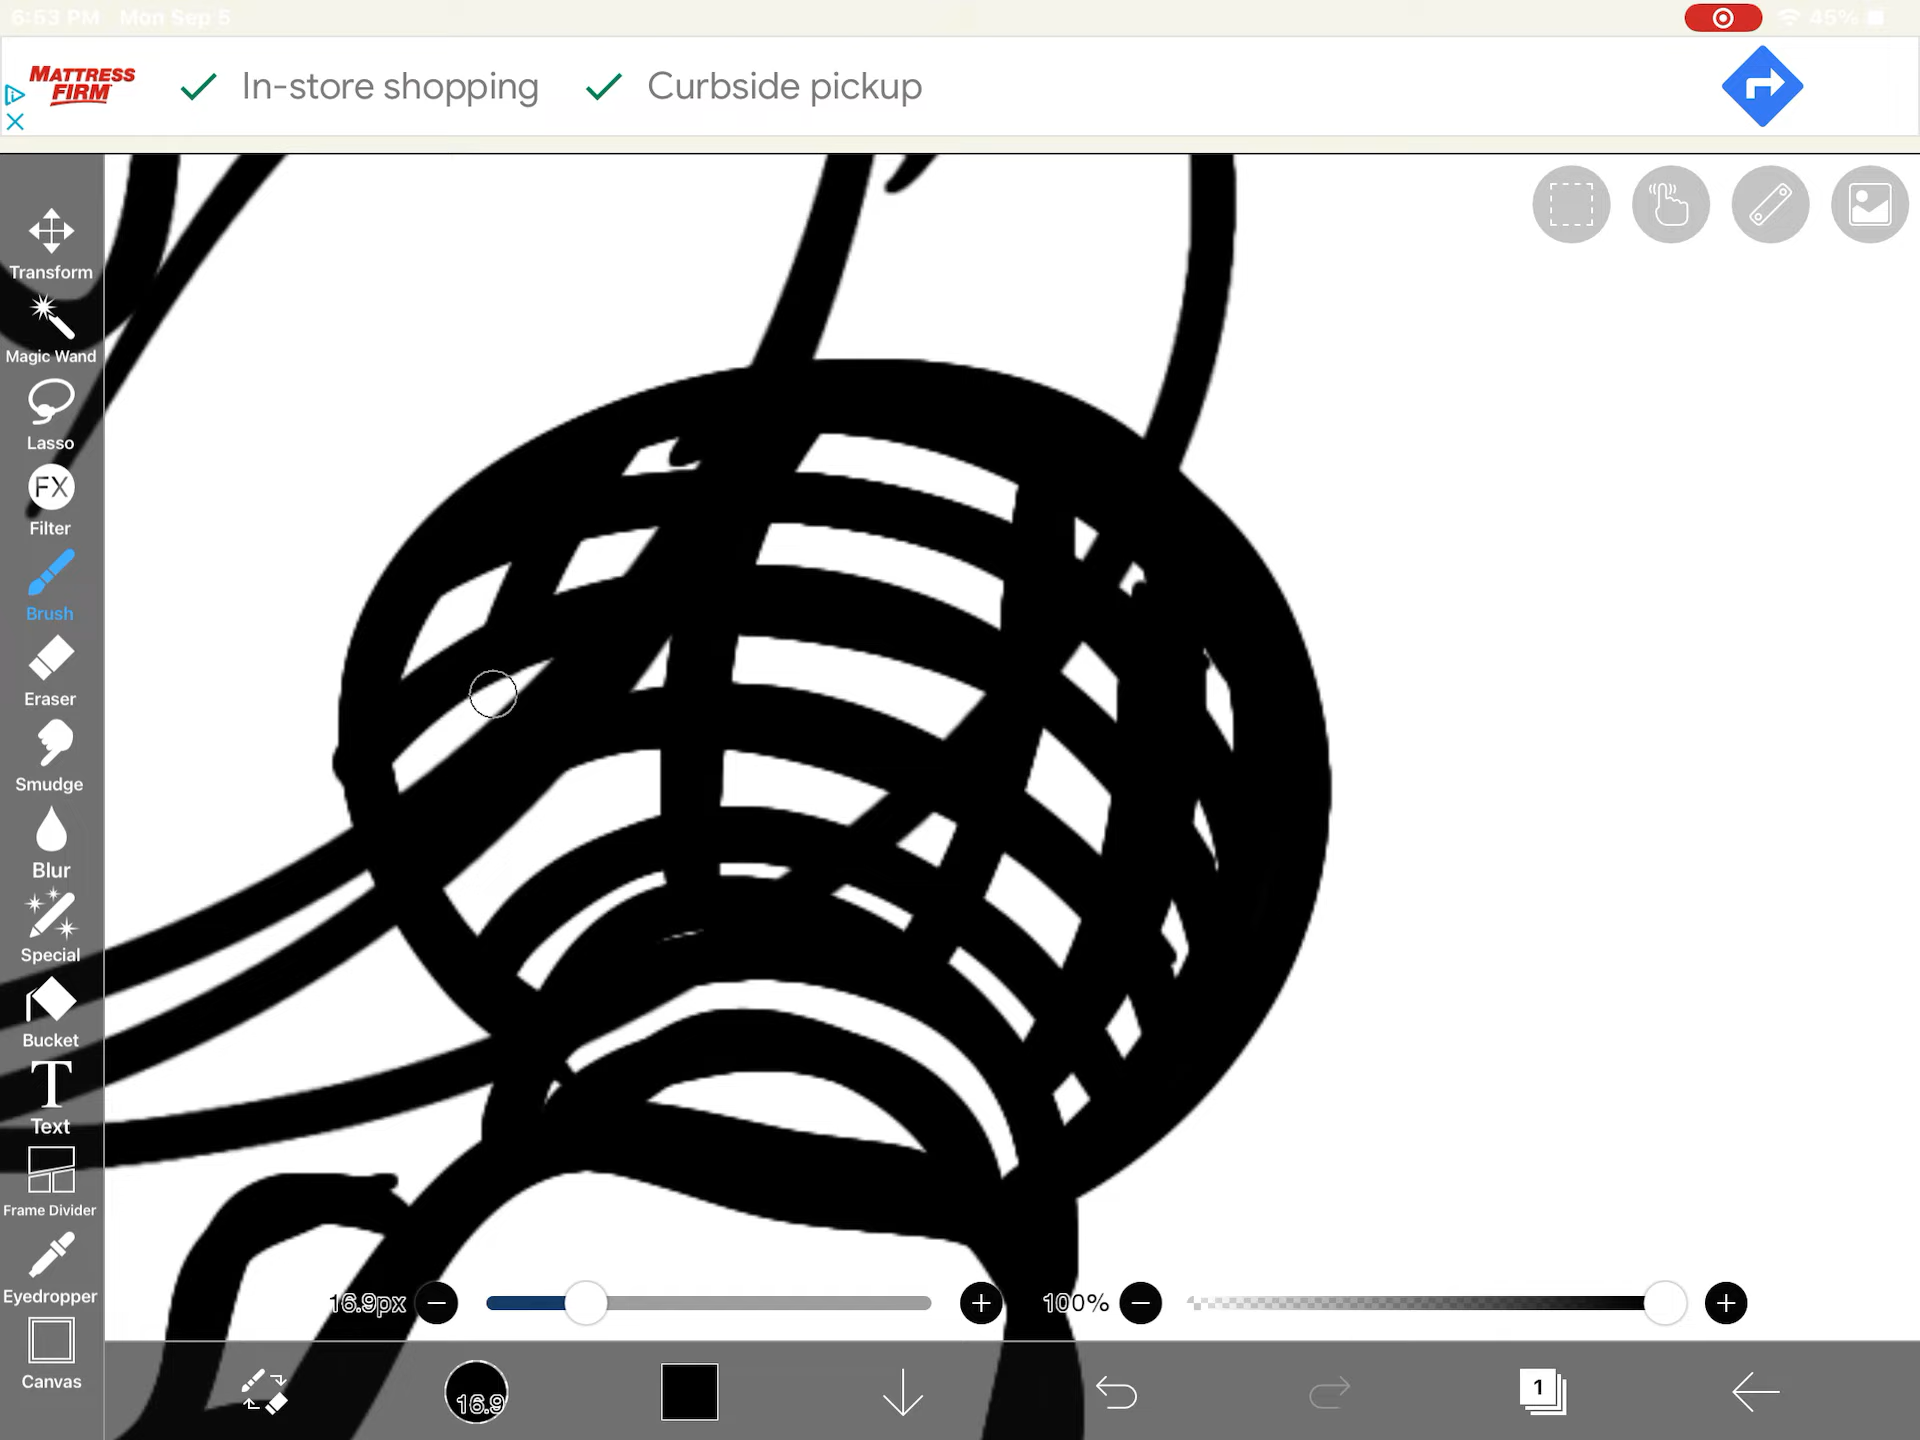 6:53 PM Mon Sep 5
45%
MATTRESS
FIRM
In-store shopping
Curbside pickup
Transform
Magic Wand
Lasso
FX
Filter
Brush
Eraser
Smudge
Blur
Special
Bucket
T
Text
Frame Divider
Eyedropper
Canvas
16.9px
100%
16.9
1